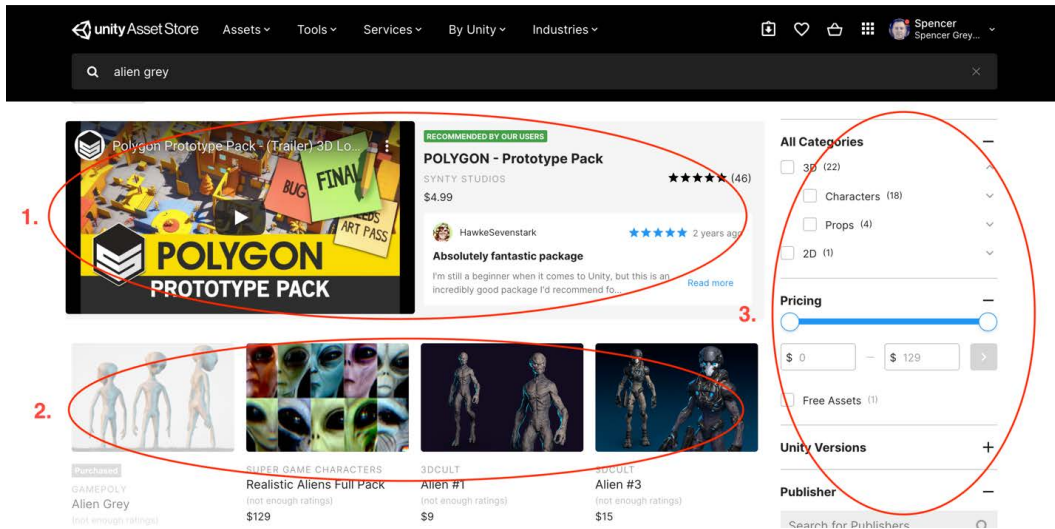 unity Asset Store Assets Tools Services By Unity Industries Spencer
Spencer Grey...
alien grey
1.
Polygon Prototype Pack - (Trailer) 3D Lo...
BUG
FINAL
ART PASS
POLYGON
PROTOTYPE PACK
RECOMMENDED BY OUR USERS
POLYGON - Prototype Pack
SYNTY STUDIOS ★★★★★ (46)
$4.99
HawkeSevenstark ★★★★★ 2 years ago
Absolutely fantastic package
I'm still a beginner when it comes to Unity, but this is an
incredibly good package I'd recommend fo... Read more
2.
Purchased
GAMEPOLY
Alien Grey
(not enough ratings)
SUPER GAME CHARACTERS
Realistic Aliens Full Pack
(not enough ratings)
$129
3DCULT
Alien #1
(not enough ratings)
$9
3DCULT
Alien #3
(not enough ratings)
$15
3.
All Categories
3D (22)
Characters (18)
Props (4)
2D (1)
Pricing
$ 0 — $ 129
Free Assets (1)
Unity Versions
Publisher
Search for Publishers